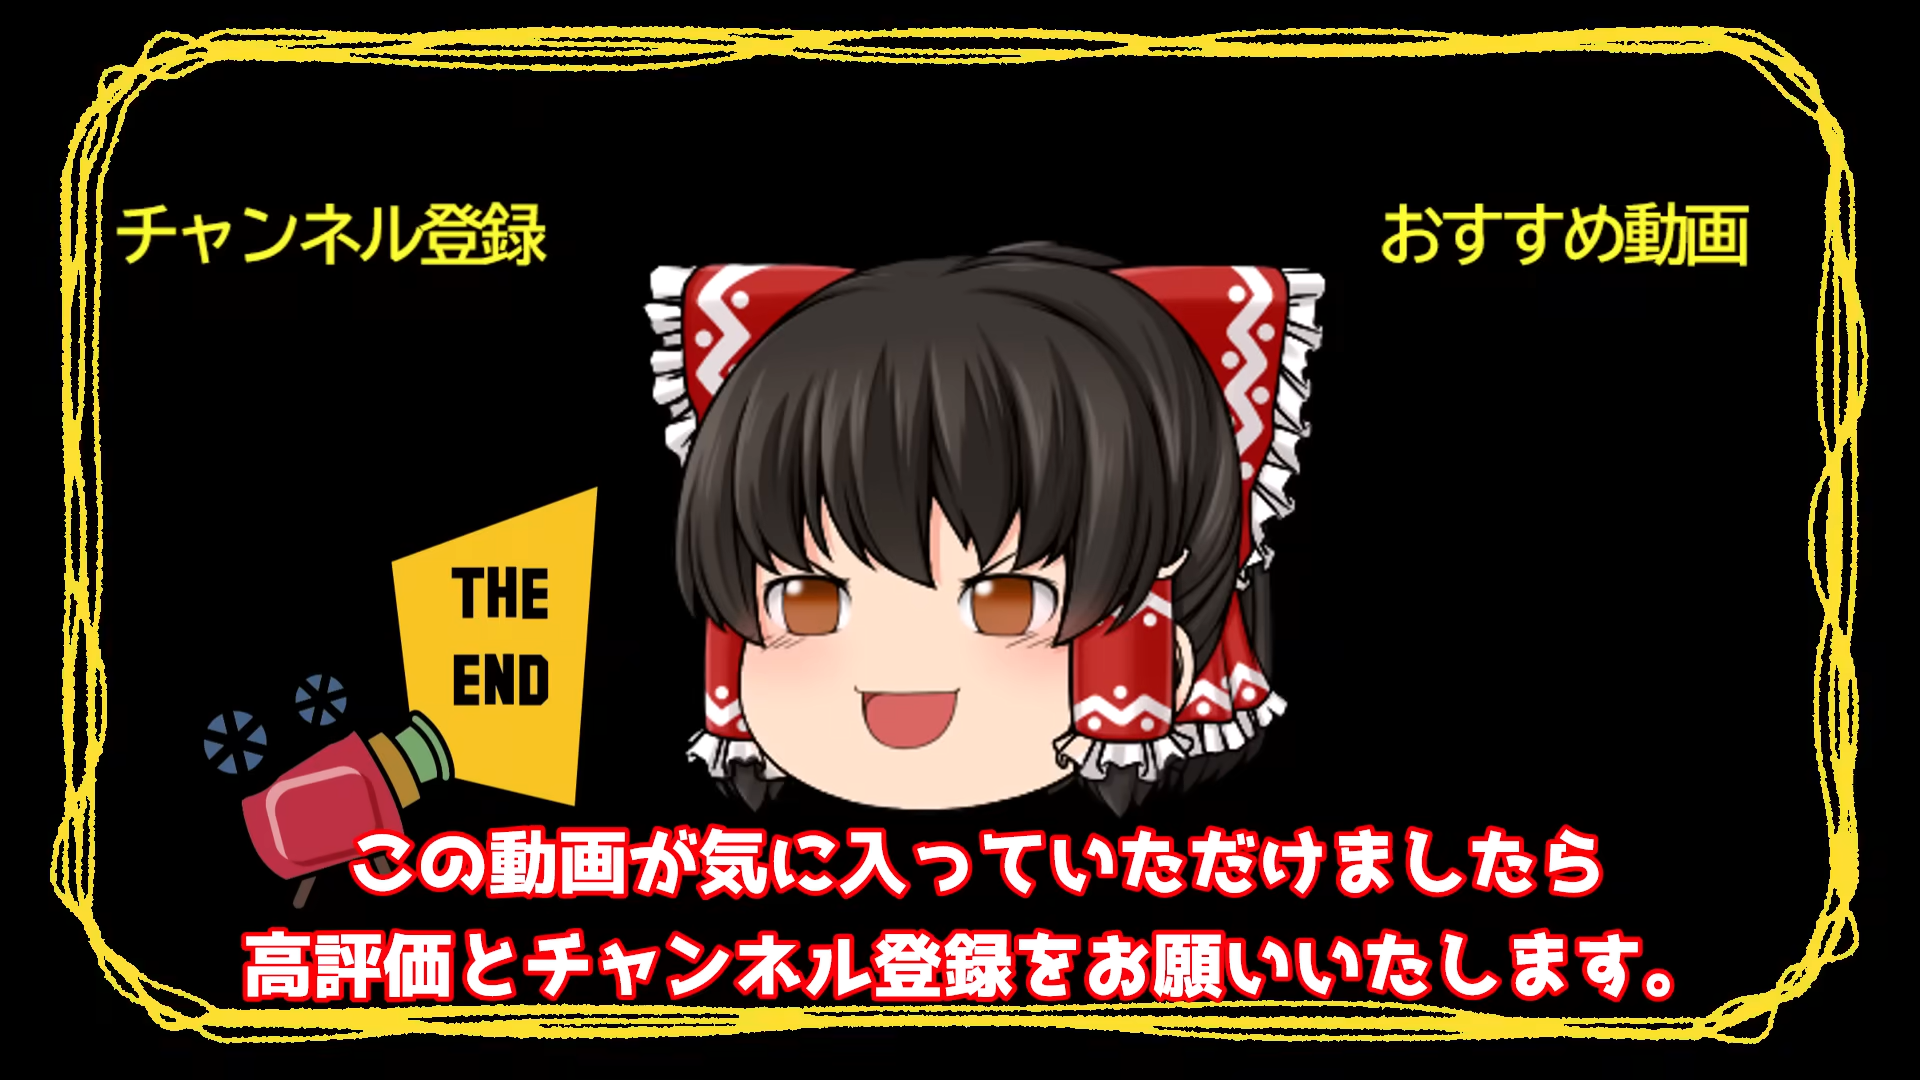 チャンネル登録
おすすめ動画
THE
END
この動画が気に入っていただけましたら
高評価とチャンネル登録をお願いいたします。